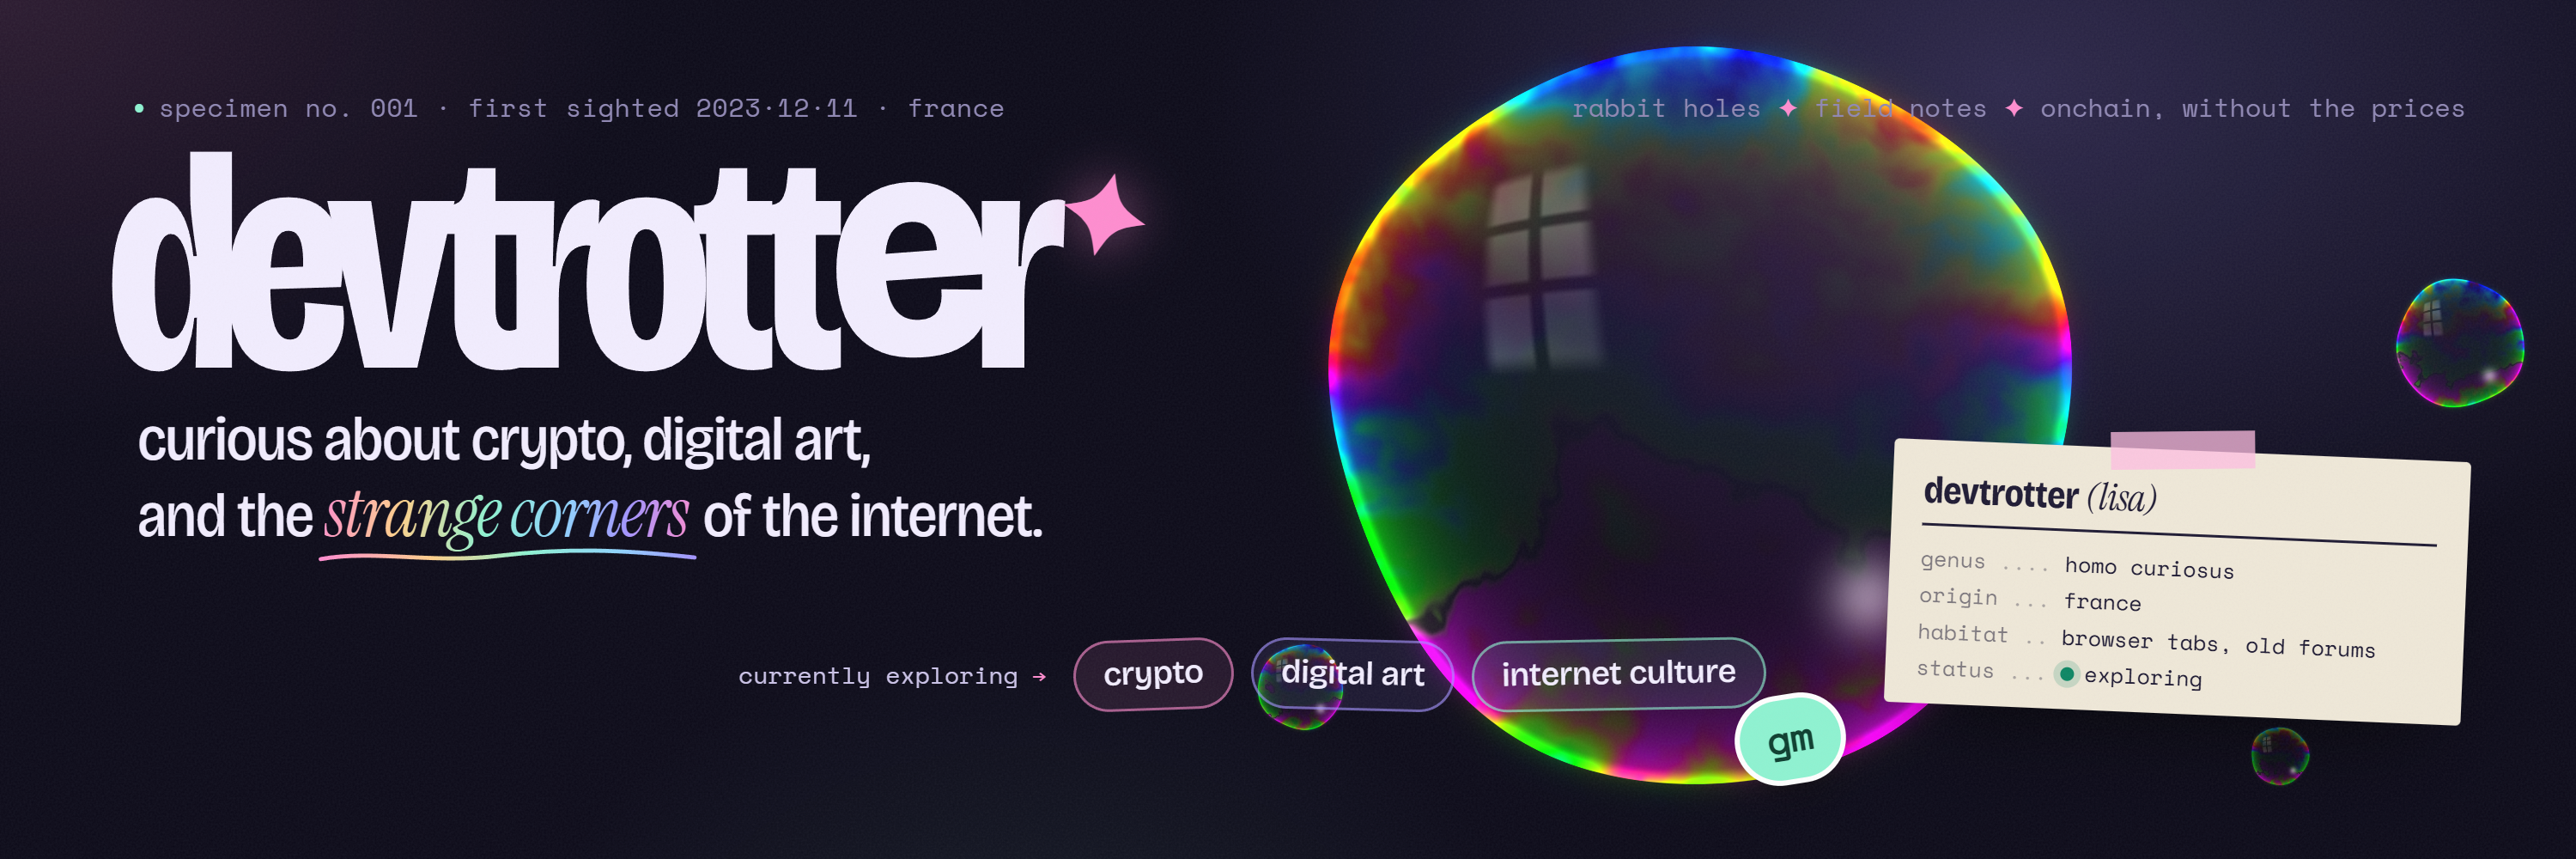 • specimen no. 001 · first sighted 2023·12·11 · france
rabbit holes ✦ field notes ✦ onchain, without the prices
devtrotter
curious about crypto, digital art,
and the strange corners of the internet.
currently exploring →
crypto
digital art
internet culture
gm
devtrotter (lisa)
genus .... homo curiosus
origin ... france
habitat .. browser tabs, old forums
status ... exploring